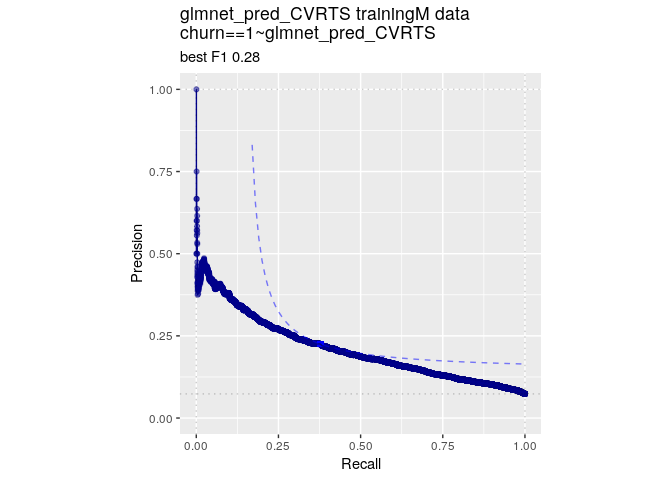 glmnet_pred_CVRTS trainingM data
churn==1~glmnet_pred_CVRTS
best F1 0.28
1.00
0.75
0.50
0.25
0.00
Precision
0.00 0.25 0.50 0.75 1.00
Recall